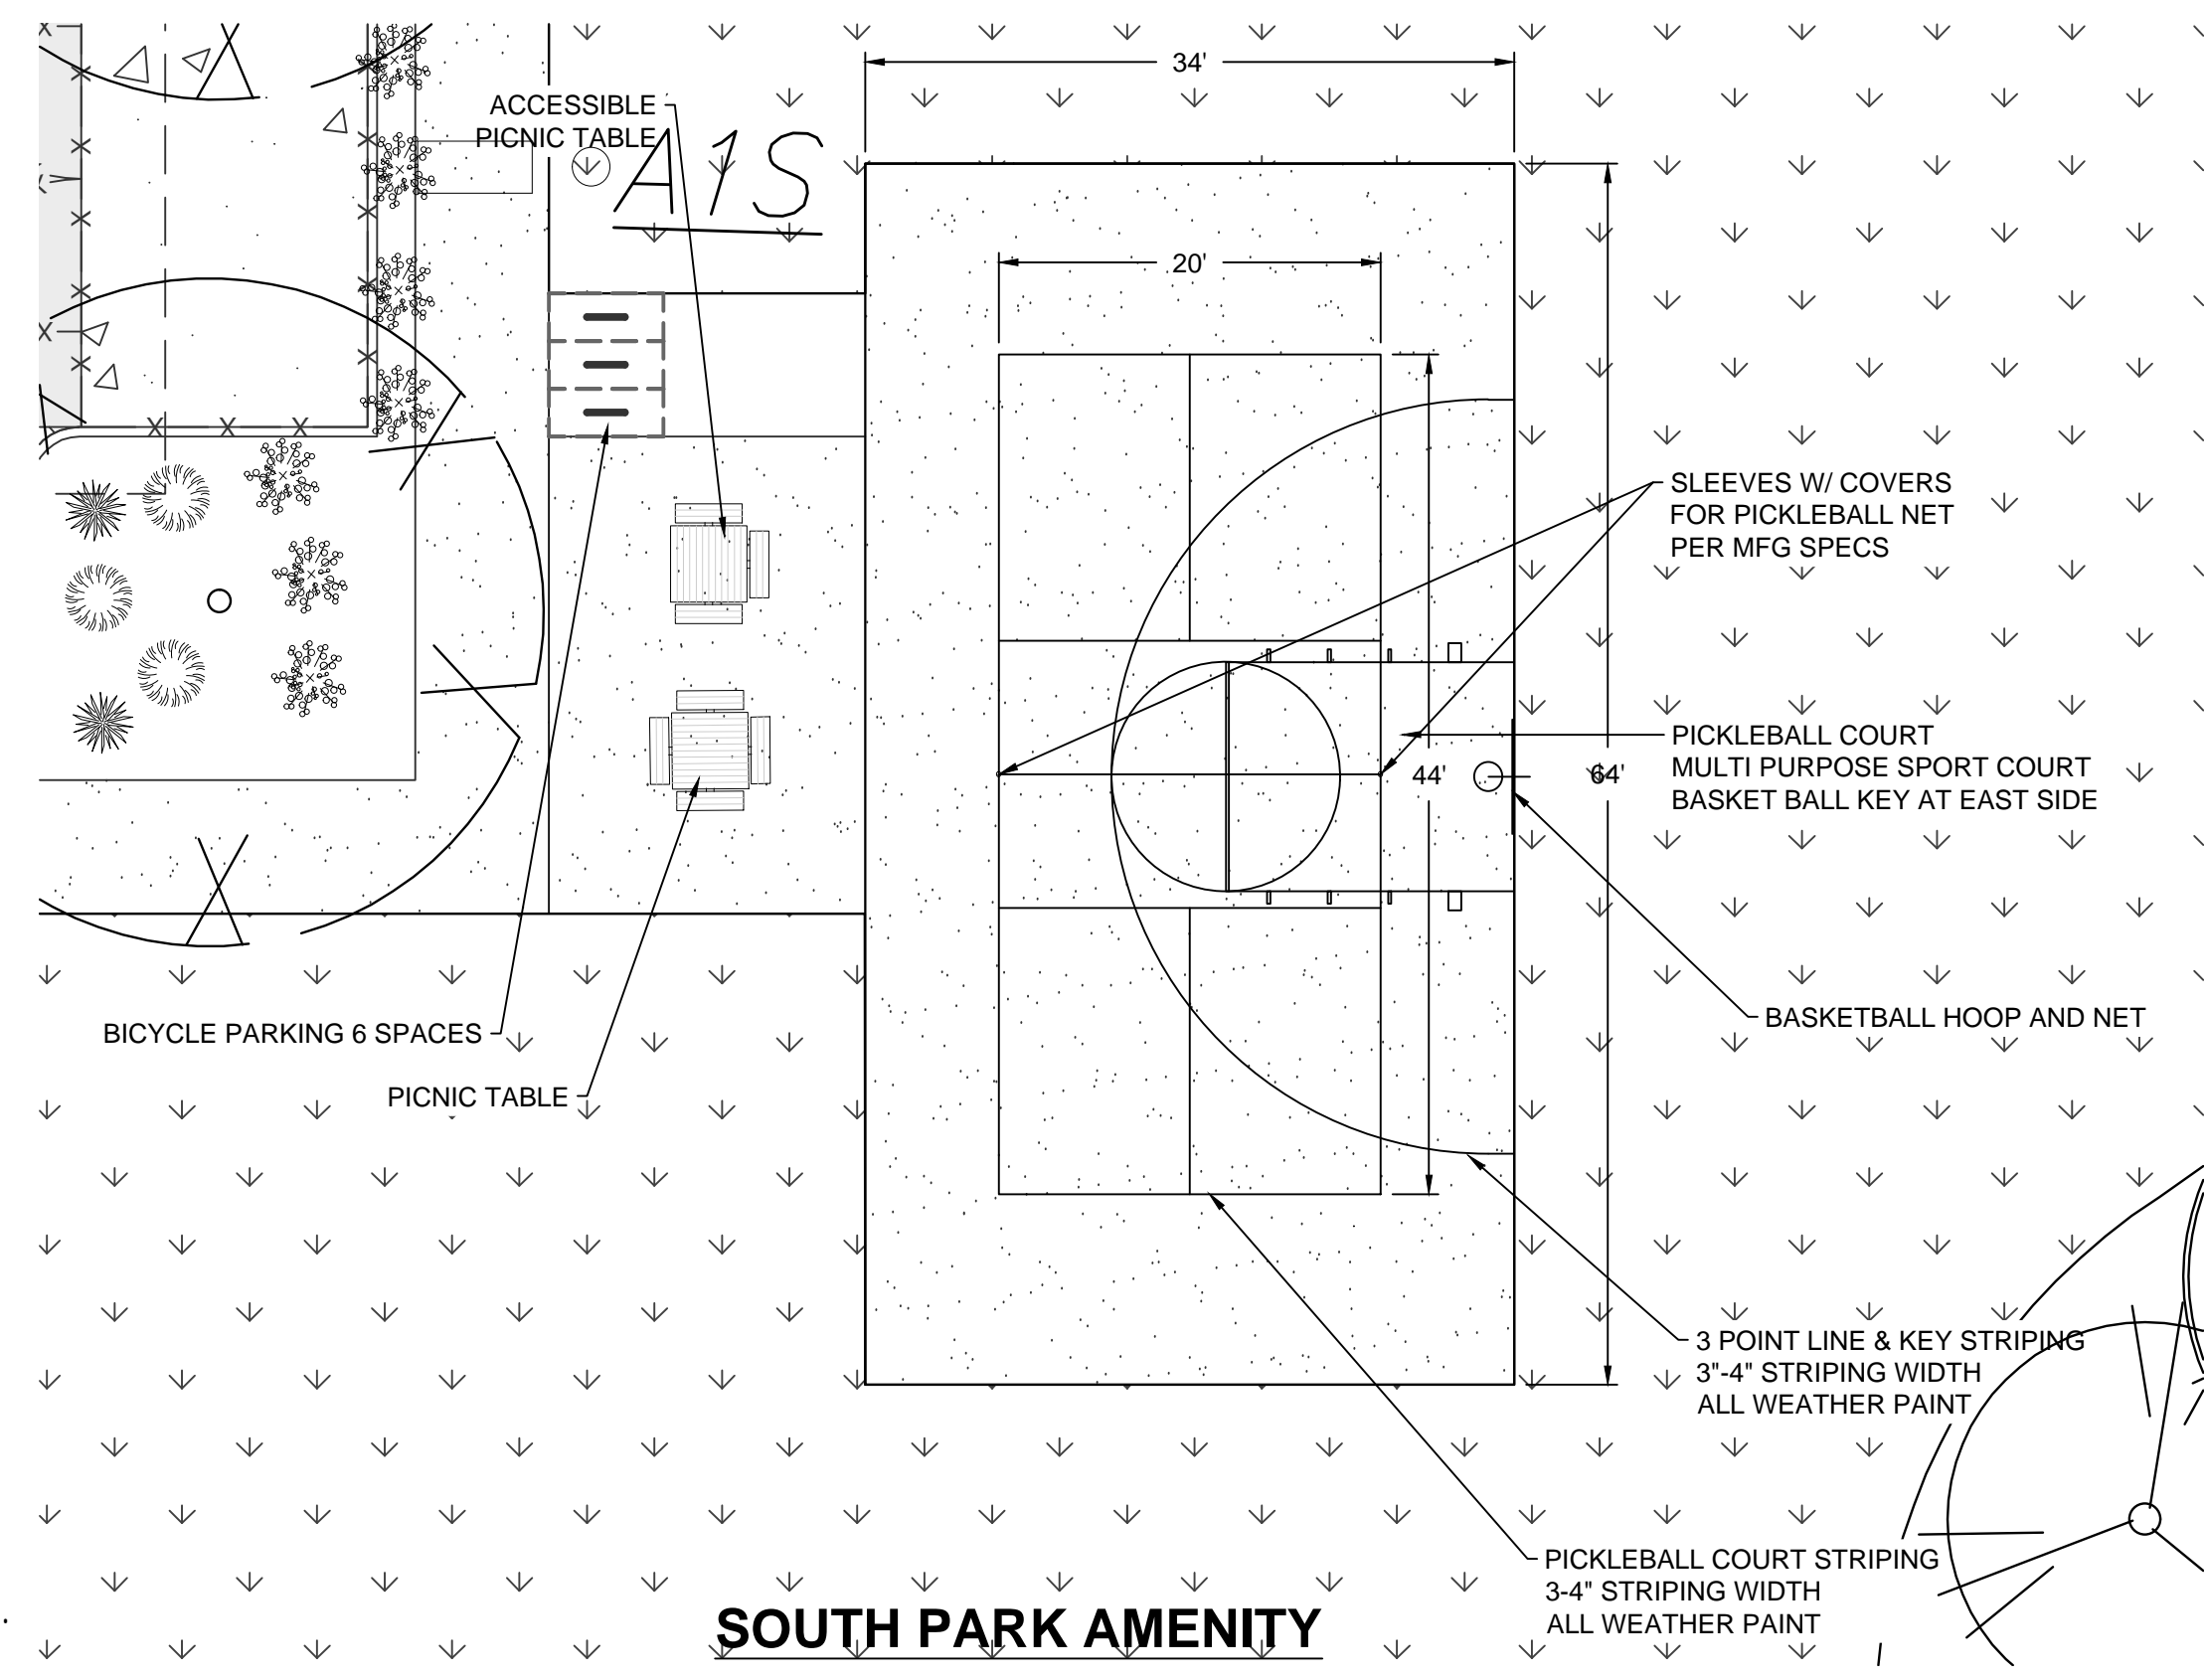 34'
ACCESSIBLE
PICNIC TABLE
A1S
20'
SLEEVES W/ COVERS
FOR PICKLEBALL NET
PER MFG SPECS
PICKLEBALL COURT
MULTI PURPOSE SPORT COURT
BASKET BALL KEY AT EAST SIDE
44'
64'
BASKETBALL HOOP AND NET
BICYCLE PARKING 6 SPACES
PICNIC TABLE
3 POINT LINE & KEY STRIPING
3"-4" STRIPING WIDTH
ALL WEATHER PAINT
PICKLEBALL COURT STRIPING
3-4" STRIPING WIDTH
ALL WEATHER PAINT
SOUTH PARK AMENITY